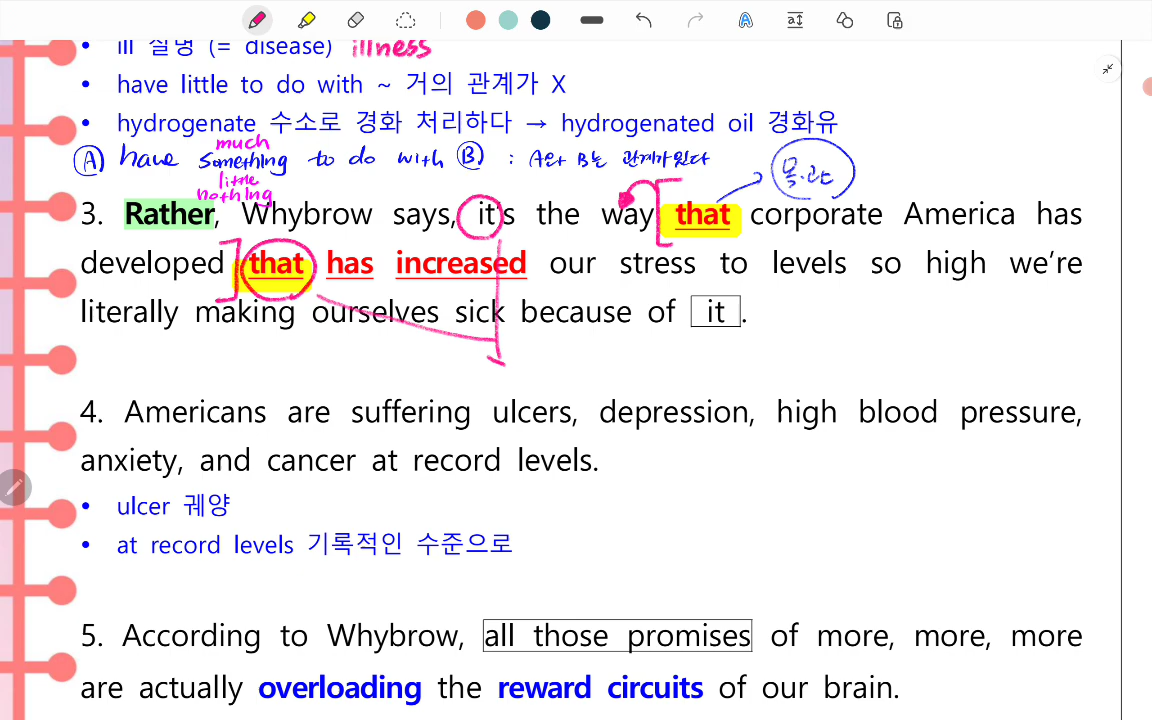 • ill 질병 (= disease) illness
• have little to do with ~ 거의 관계가 X
• hydrogenate 수소로 경화 처리하다 → hydrogenated oil 경화유
much
Ⓐ have something to do with Ⓑ : A와 B는 관계가 있다
little
nothing
목.관
3. Rather, Whybrow says, it's the way that corporate America has
developed that has increased our stress to levels so high we're
literally making ourselves sick because of it.
4. Americans are suffering ulcers, depression, high blood pressure,
anxiety, and cancer at record levels.
• ulcer 궤양
• at record levels 기록적인 수준으로
5. According to Whybrow, all those promises of more, more, more
are actually overloading the reward circuits of our brain.